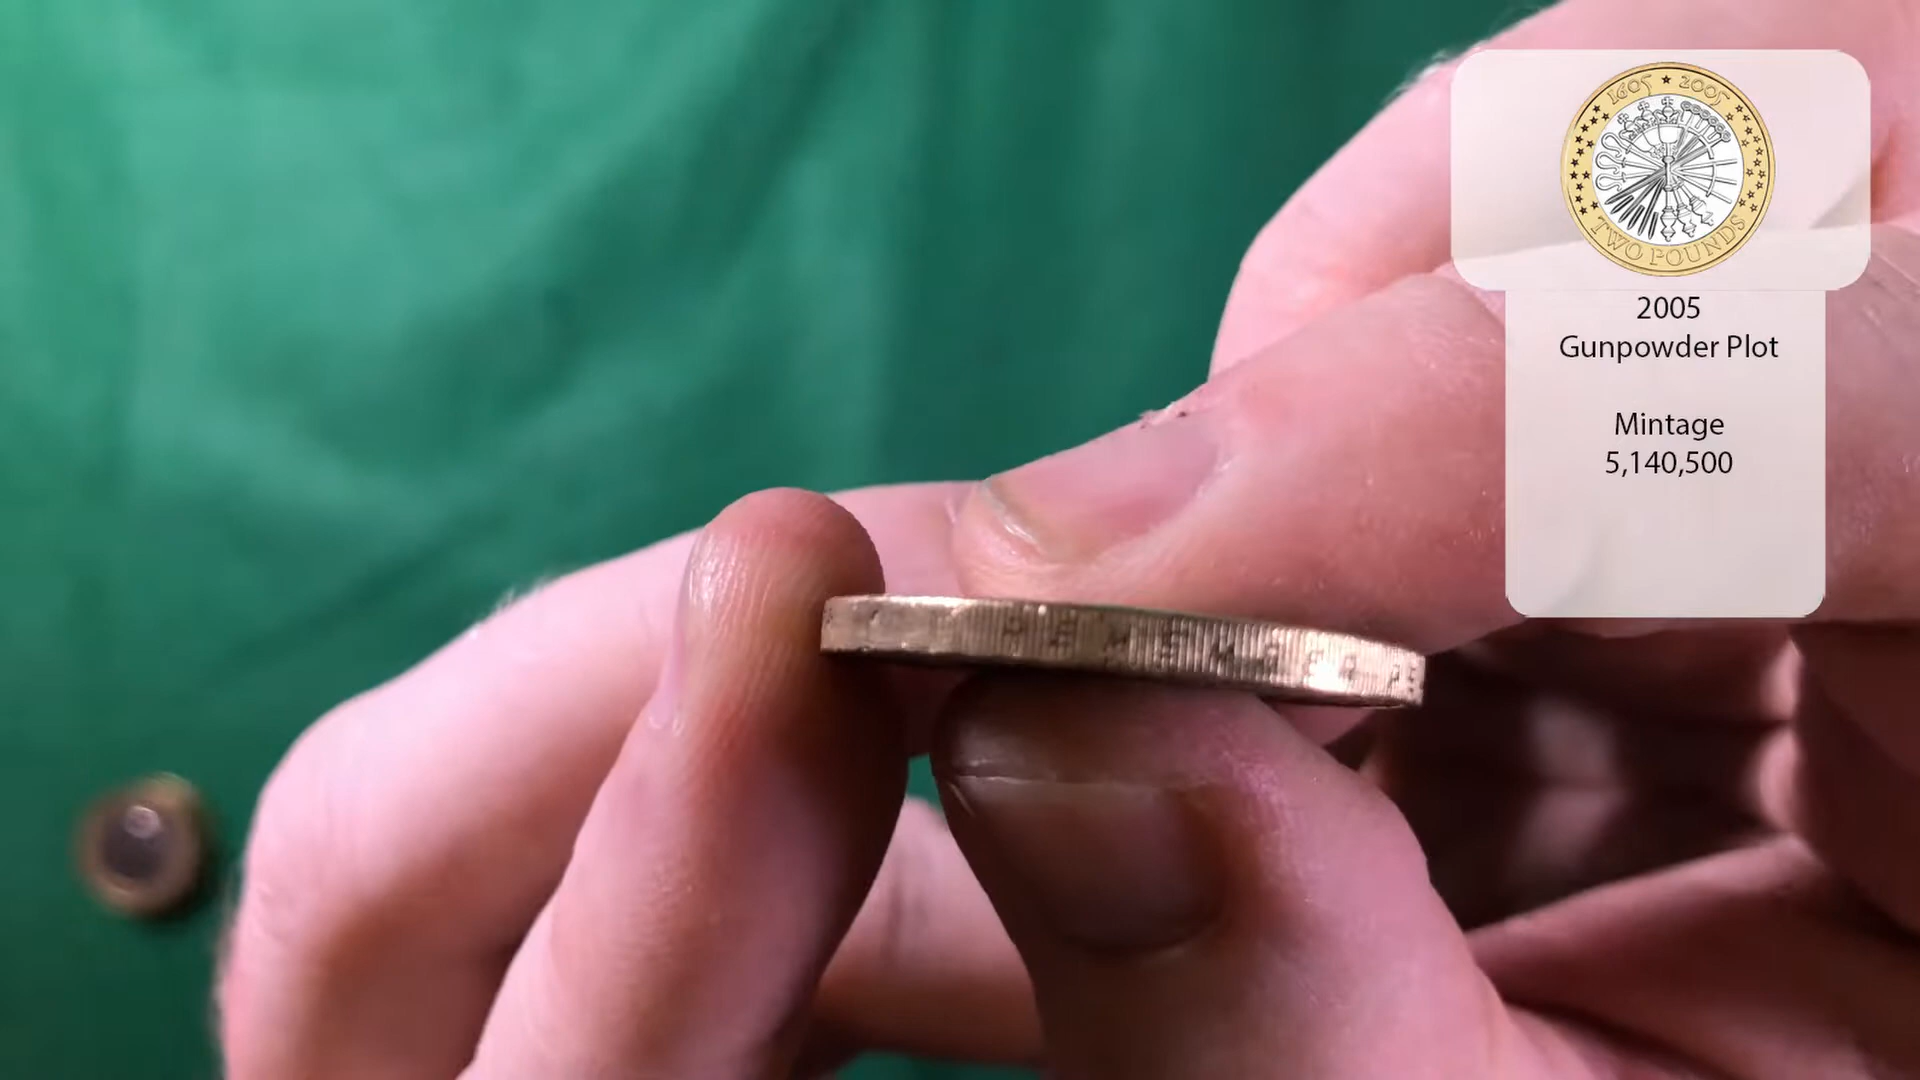 1605 ★ 2005
TWO POUNDS
2005
Gunpowder Plot
Mintage
5,140,500